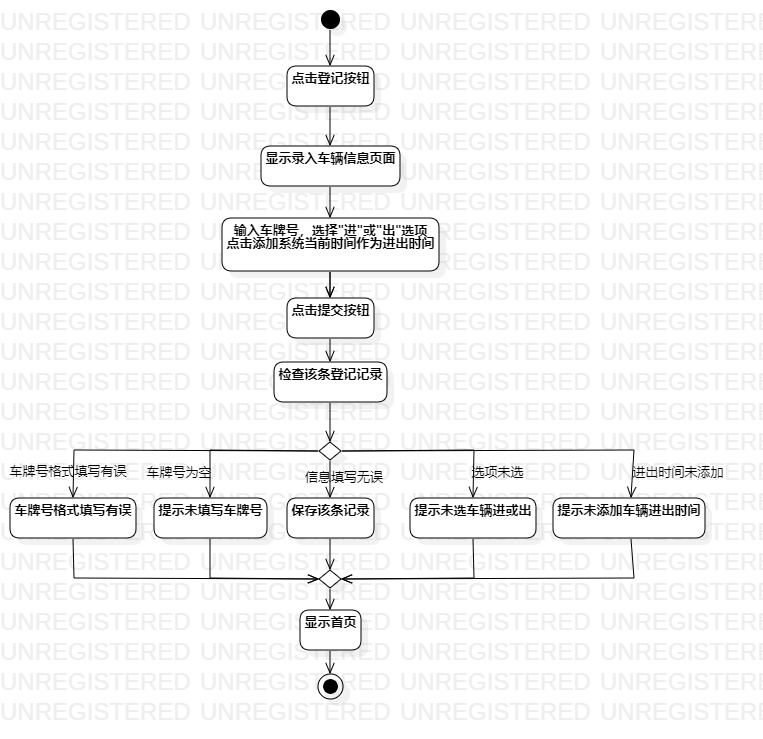 UNREGISTERED UNREGISTERED UNREGISTERED UNREGISTERED
点击登记按钮
显示录入车辆信息页面
输入车牌号，选择"进"或"出"选项
点击添加系统当前时间作为进出时间
点击提交按钮
检查该条登记记录
车牌号格式填写有误
车牌号为空
信息填写无误
选项未选
进出时间未添加
车牌号格式填写有误
提示未填写车牌号
保存该条记录
提示未选车辆进或出
提示未添加车辆进出时间
显示首页